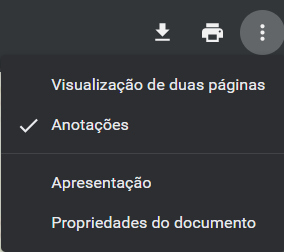 Visualização de duas páginas
Anotações
Apresentação
Propriedades do documento